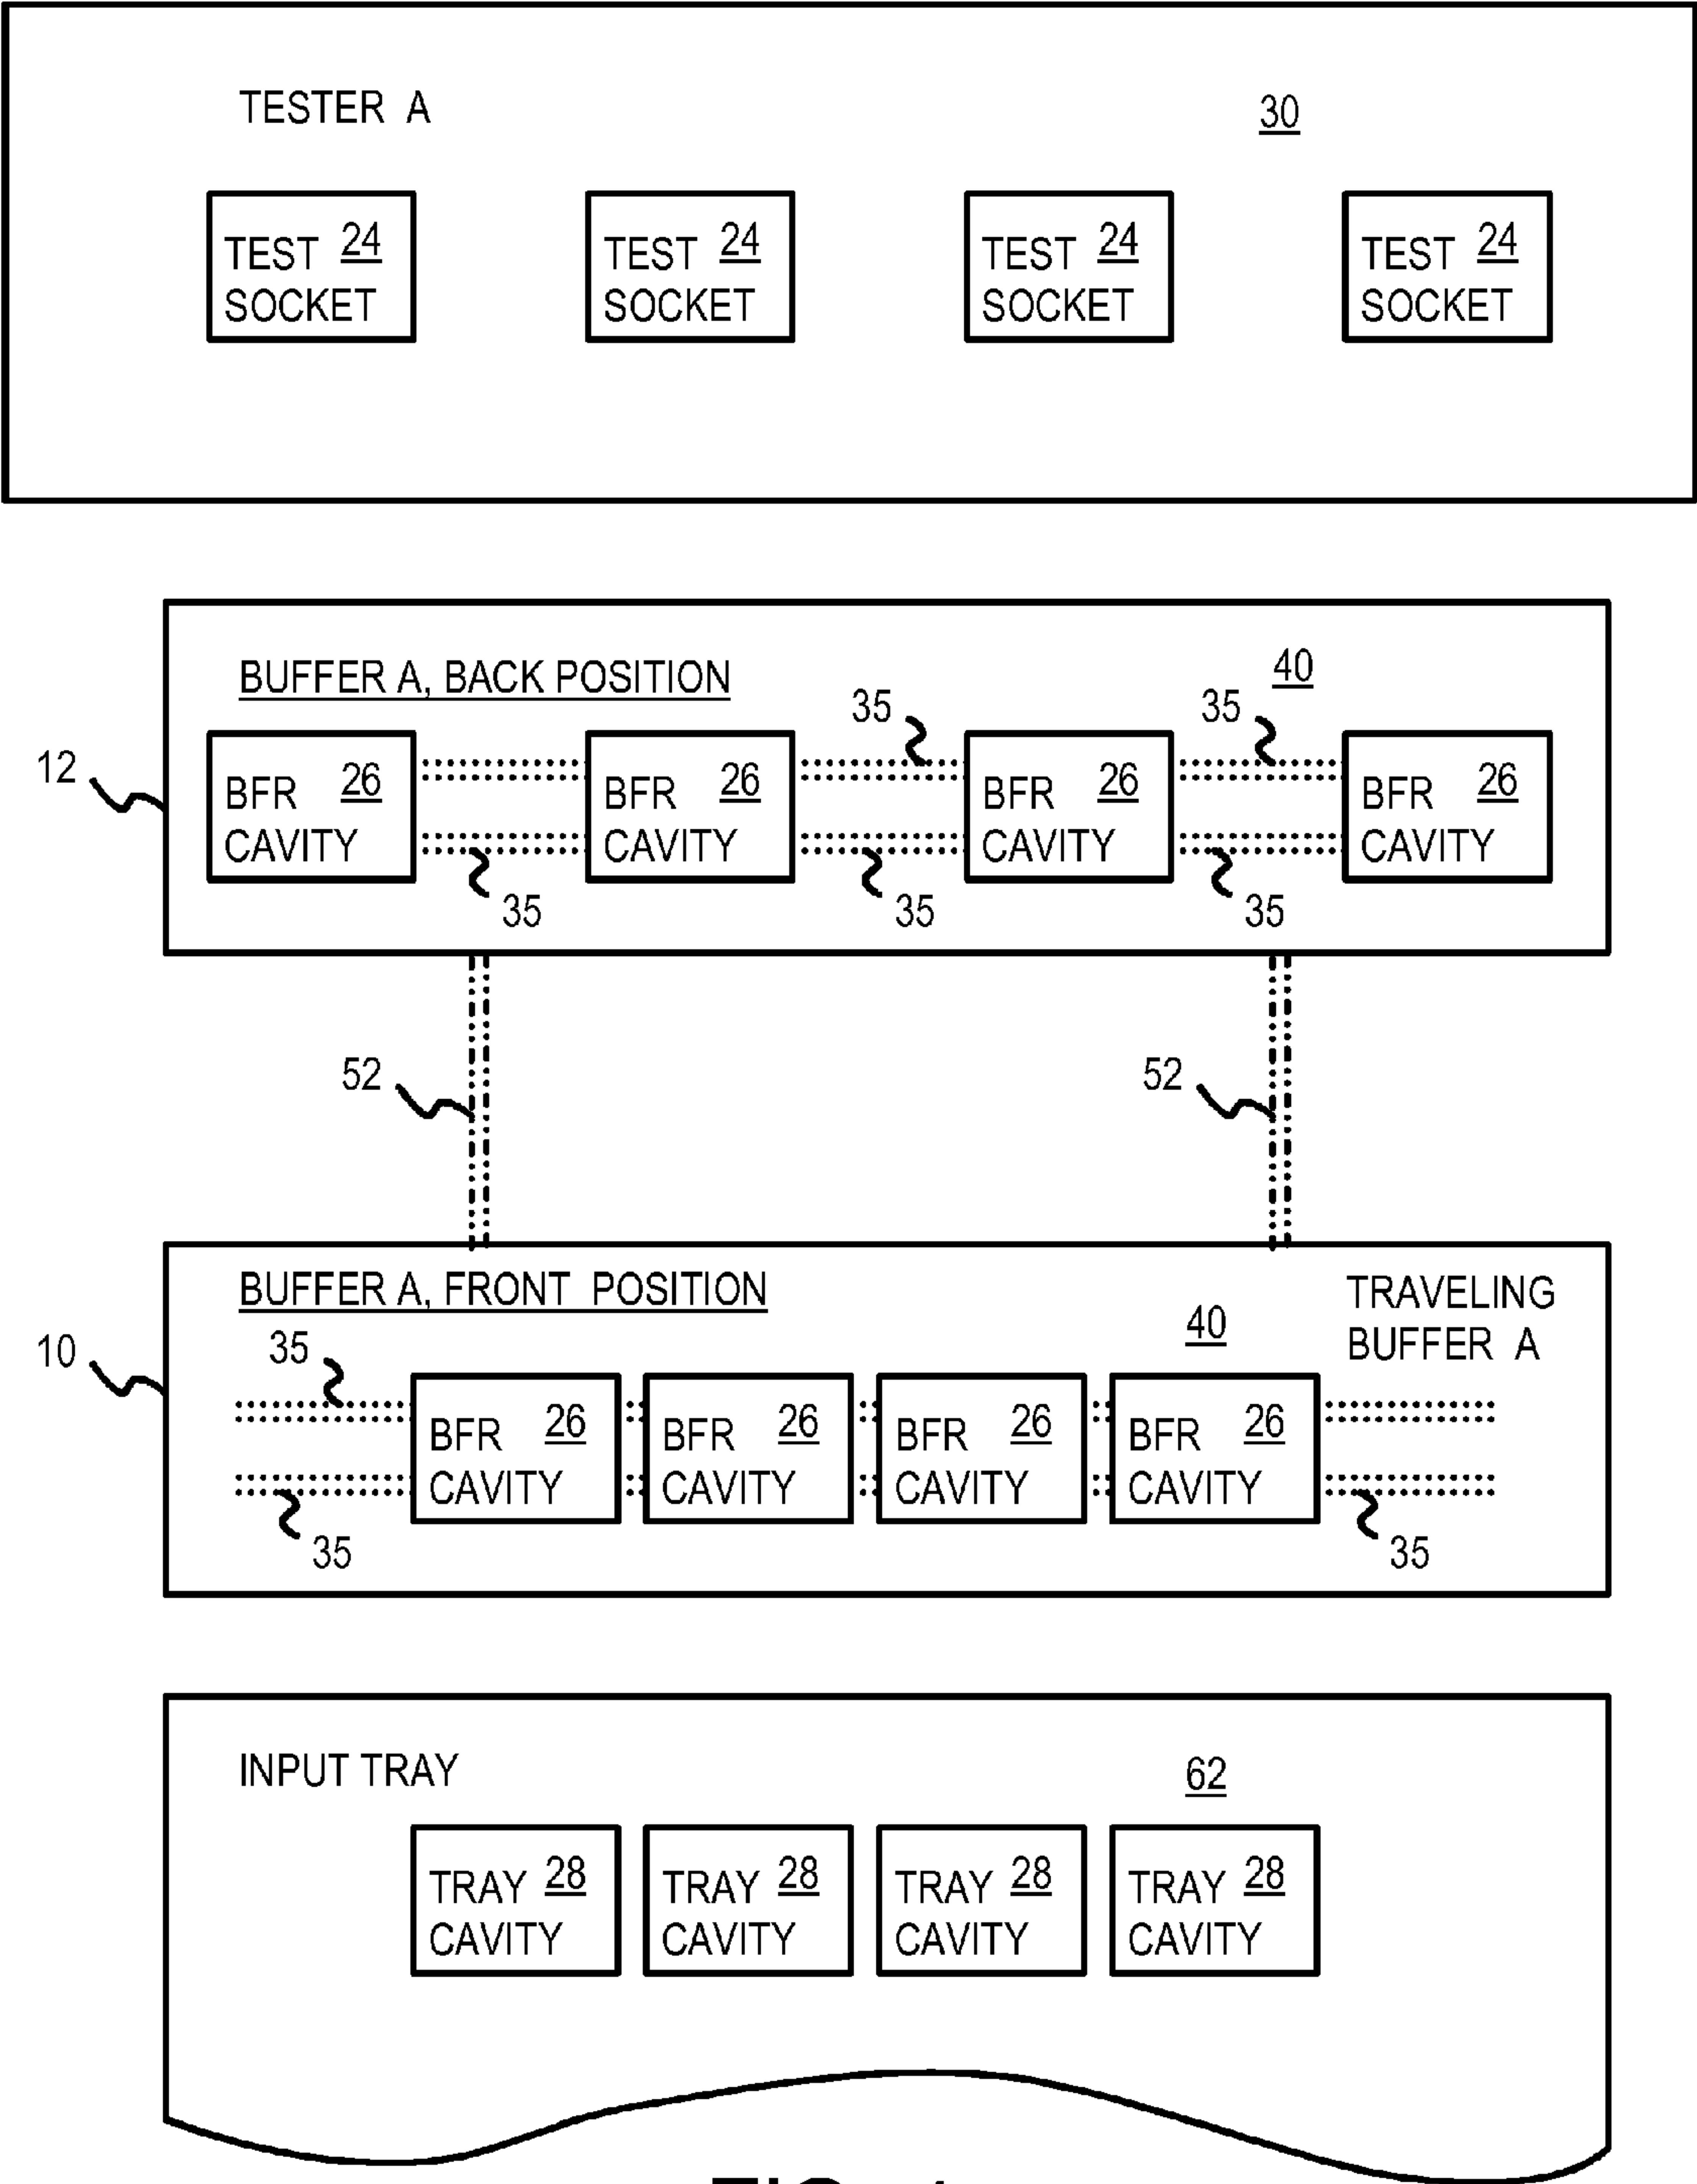 TESTER A
30
TEST 24 TEST 24 TEST 24 TEST 24
SOCKET SOCKET SOCKET SOCKET
BUFFER A, BACK POSITION
40
35 35
12
BFR 26 BFR 26 BFR 26 BFR 26
CAVITY CAVITY CAVITY CAVITY
35 35 35
52 52
BUFFER A, FRONT POSITION
TRAVELING
BUFFER A
40
10
35
BFR 26 BFR 26 BFR 26 BFR 26
CAVITY CAVITY CAVITY CAVITY
35 35
INPUT TRAY
62
TRAY 28 TRAY 28 TRAY 28 TRAY 28
CAVITY CAVITY CAVITY CAVITY